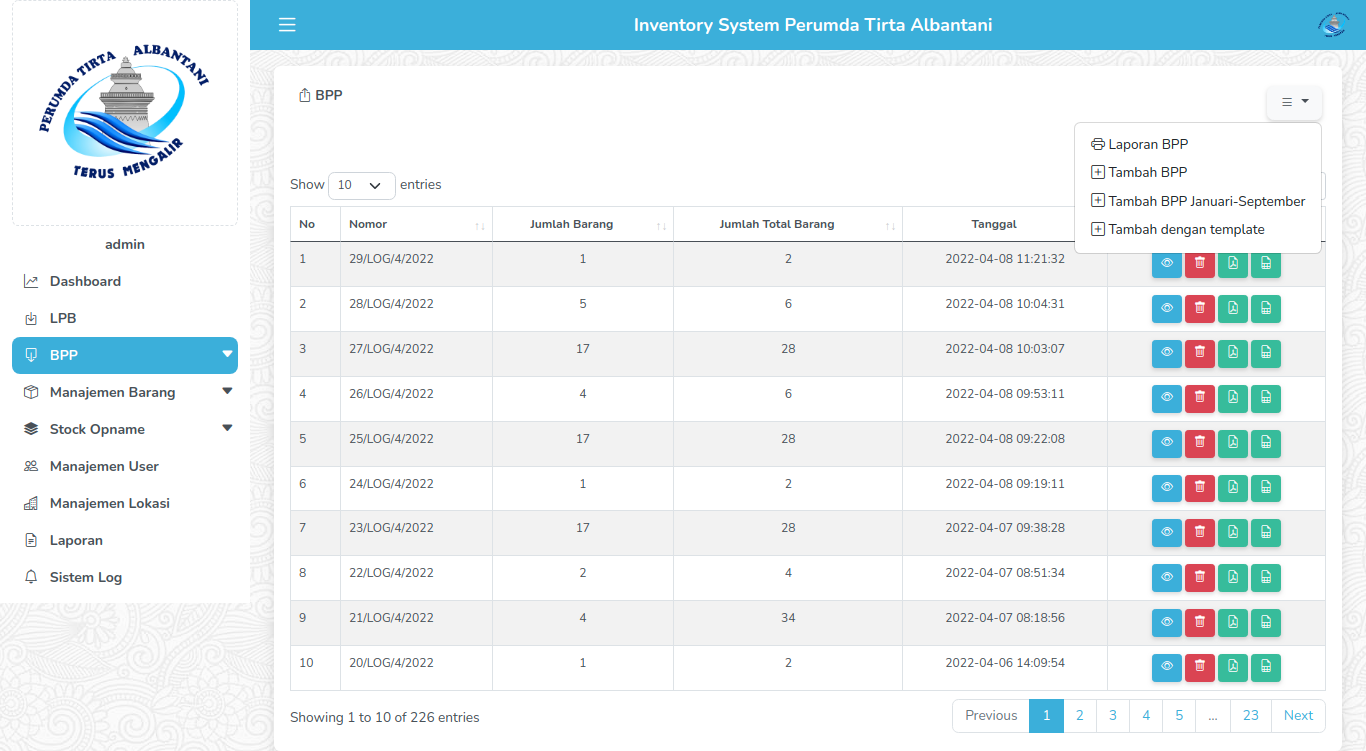 PERUMDA TIRTA ALBANTANI
TERUS MENGALIR
admin
Dashboard
LPB
BPP
Manajemen Barang
Stock Opname
Manajemen User
Manajemen Lokasi
Laporan
Sistem Log
Inventory System Perumda Tirta Albantani
BPP
Laporan BPP
Tambah BPP
Tambah BPP Januari-September
Tambah dengan template
Show 10 entries
No Nomor Jumlah Barang Jumlah Total Barang Tanggal
1 29/LOG/4/2022 1 2 2022-04-08 11:21:32
2 28/LOG/4/2022 5 6 2022-04-08 10:04:31
3 27/LOG/4/2022 17 28 2022-04-08 10:03:07
4 26/LOG/4/2022 4 6 2022-04-08 09:53:11
5 25/LOG/4/2022 17 28 2022-04-08 09:22:08
6 24/LOG/4/2022 1 2 2022-04-08 09:19:11
7 23/LOG/4/2022 17 28 2022-04-07 09:38:28
8 22/LOG/4/2022 2 4 2022-04-07 08:51:34
9 21/LOG/4/2022 4 34 2022-04-07 08:18:56
10 20/LOG/4/2022 1 2 2022-04-06 14:09:54
Showing 1 to 10 of 226 entries
Previous 1 2 3 4 5 ... 23 Next